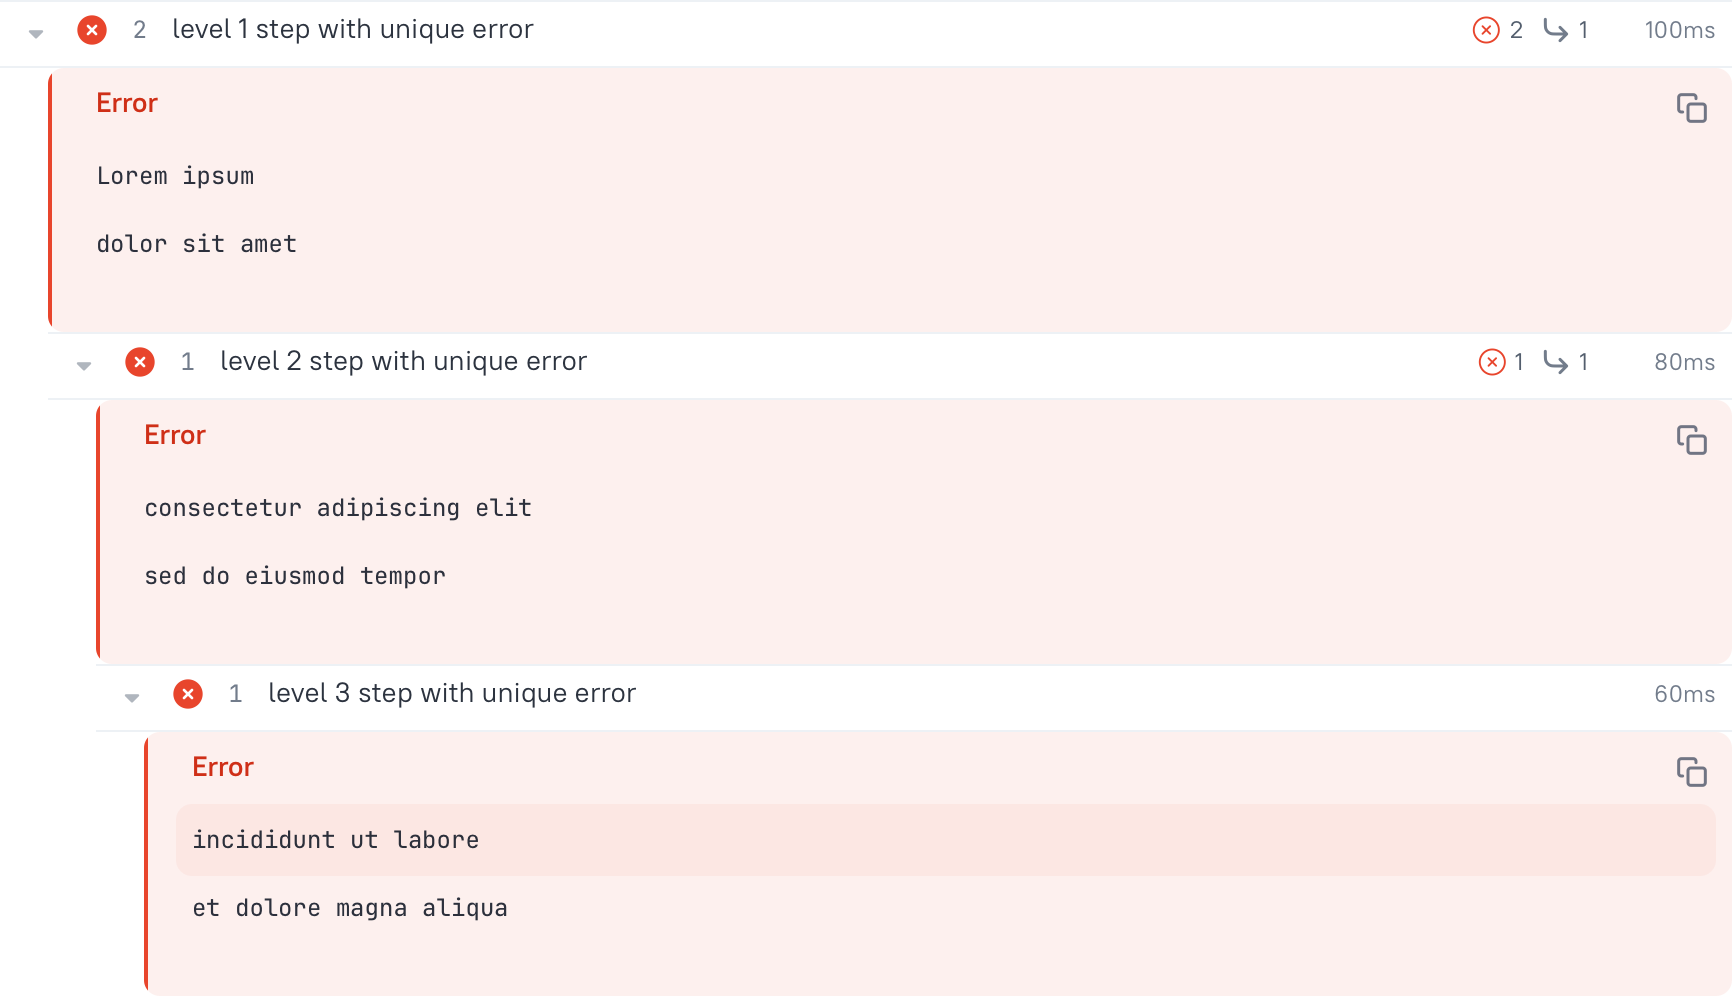 2 level 1 step with unique error 2 1 100ms
Error
Lorem ipsum
dolor sit amet
1 level 2 step with unique error 1 1 80ms
Error
consectetur adipiscing elit
sed do eiusmod tempor
1 level 3 step with unique error 60ms
Error
incididunt ut labore
et dolore magna aliqua